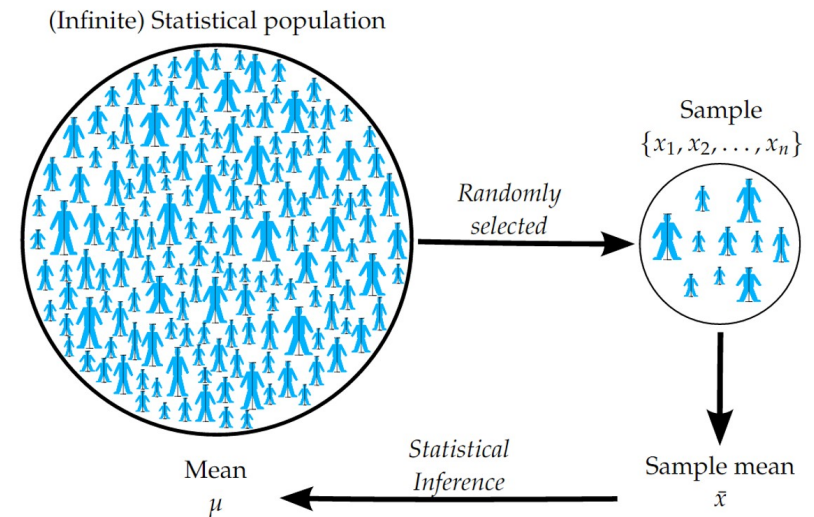 (Infinite) Statistical population
Randomly
selected
Sample
{x₁, x₂, . . . , xₙ}
Mean
μ
Statistical
Inference
Sample mean
x̄